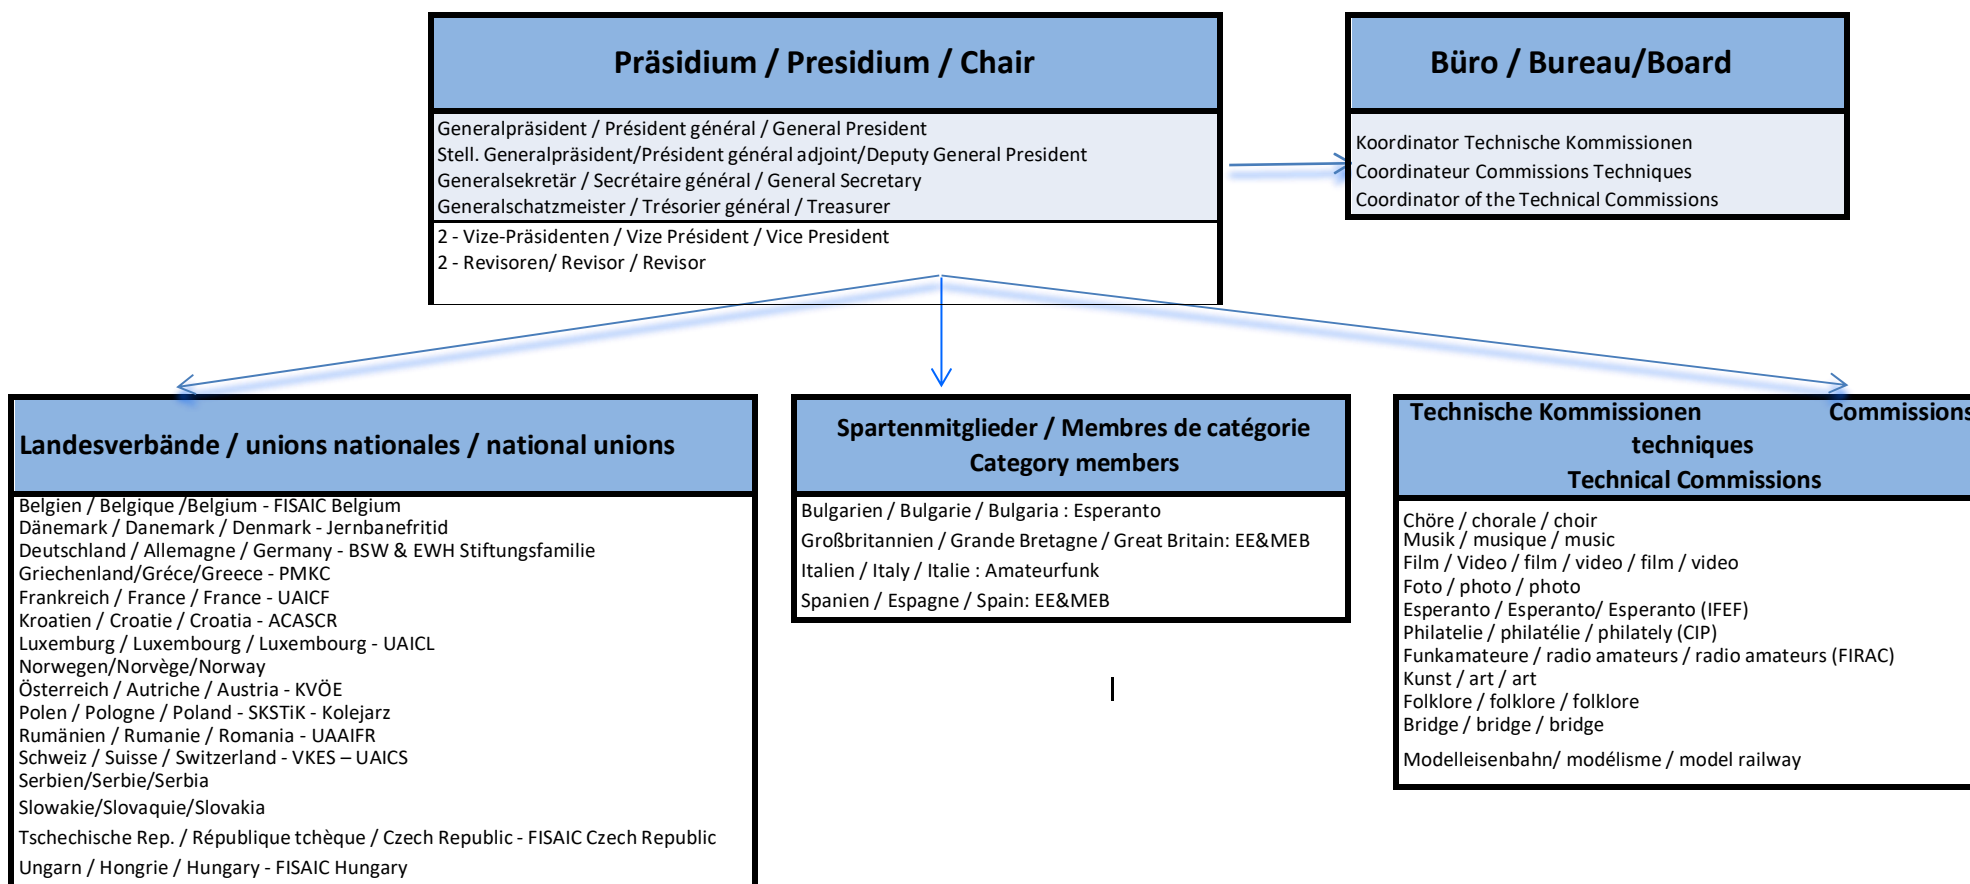 Präsidium / Presidium / Chair
Generalpräsident / Président général / General President
Stell. Generalpräsident/Président général adjoint/Deputy General President
Generalsekretär / Secrétaire général / General Secretary
Generalschatzmeister / Trésorier général / Treasurer
2 - Vize-Präsidenten / Vize Président / Vice President
2 - Revisoren/ Revisor / Revisor
Büro / Bureau/Board
Koordinator Technische Kommissionen
Coordinateur Commissions Techniques
Coordinator of the Technical Commissions
Landesverbände / unions nationales / national unions
Belgien / Belgique /Belgium - FISAIC Belgium
Dänemark / Danemark / Denmark - Jernbanefritid
Deutschland / Allemagne / Germany - BSW & EWH Stiftungsfamilie
Griechenland/Gréce/Greece - PMKC
Frankreich / France / France - UAICF
Kroatien / Croatie / Croatia - ACASCR
Luxemburg / Luxembourg / Luxembourg - UAICL
Norwegen/Norvège/Norway
Österreich / Autriche / Austria - KVÖE
Polen / Pologne / Poland - SKSTiK - Kolejarz
Rumänien / Rumanie / Romania - UAAIFR
Schweiz / Suisse / Switzerland - VKES – UAICS
Serbien/Serbie/Serbia
Slowakie/Slovaquie/Slovakia
Tschechische Rep. / République tchèque / Czech Republic - FISAIC Czech Republic
Ungarn / Hongrie / Hungary - FISAIC Hungary
Spartenmitglieder / Membres de catégorie
Category members
Bulgarien / Bulgarie / Bulgaria : Esperanto
Großbritannien / Grande Bretagne / Great Britain: EE&MEB
Italien / Italy / Italie : Amateurfunk
Spanien / Espagne / Spain: EE&MEB
Technische Kommissionen Commissions
techniques
Technical Commissions
Chöre / chorale / choir
Musik / musique / music
Film / Video / film / video / film / video
Foto / photo / photo
Esperanto / Esperanto/ Esperanto (IFEF)
Philatelie / philatélie / philately (CIP)
Funkamateure / radio amateurs / radio amateurs (FIRAC)
Kunst / art / art
Folklore / folklore / folklore
Bridge / bridge / bridge
Modelleisenbahn/ modélisme / model railway